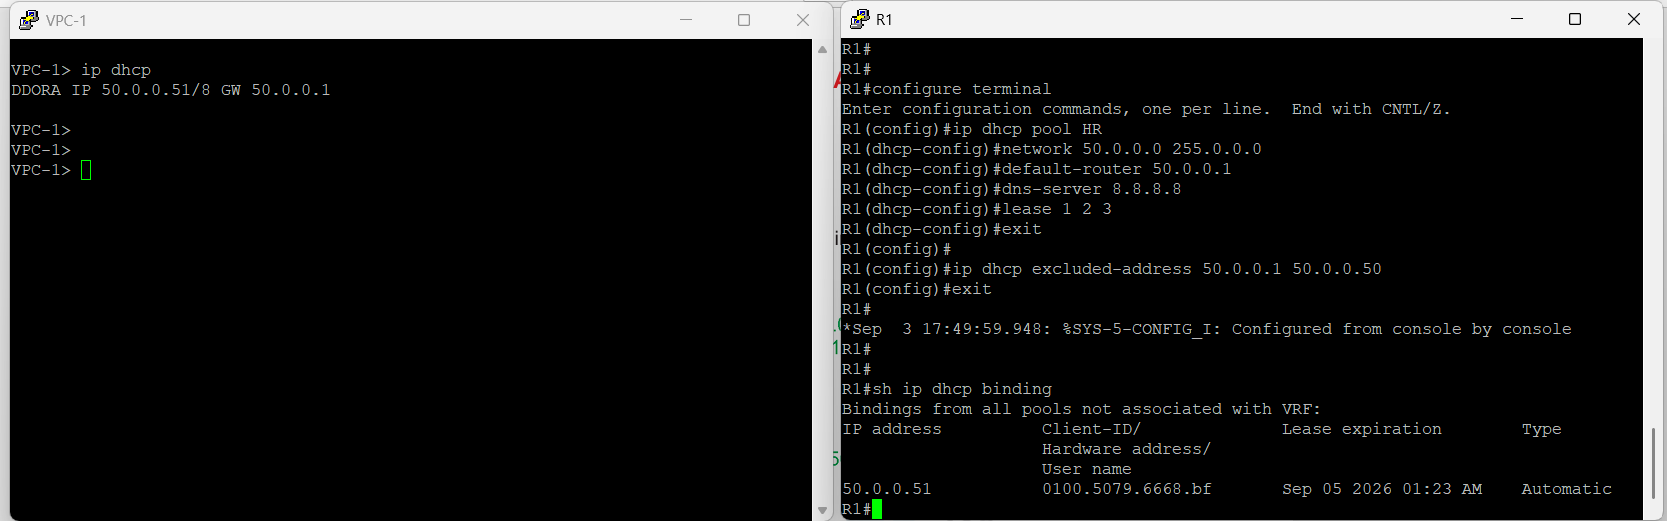 VPC-1
VPC-1> ip dhcp
DDORA IP 50.0.0.51/8 GW 50.0.0.1
VPC-1>
VPC-1>
VPC-1>
R1
R1#
R1#
R1#configure terminal
Enter configuration commands, one per line.  End with CNTL/Z.
R1(config)#ip dhcp pool HR
R1(dhcp-config)#network 50.0.0.0 255.0.0.0
R1(dhcp-config)#default-router 50.0.0.1
R1(dhcp-config)#dns-server 8.8.8.8
R1(dhcp-config)#lease 1 2 3
R1(dhcp-config)#exit
R1(config)#
R1(config)#ip dhcp excluded-address 50.0.0.1 50.0.0.50
R1(config)#exit
R1#
*Sep  3 17:49:59.948: %SYS-5-CONFIG_I: Configured from console by console
R1#
R1#
R1#sh ip dhcp binding
Bindings from all pools not associated with VRF:
IP address          Client-ID/              Lease expiration        Type
                    Hardware address/
                    User name
50.0.0.51           0100.5079.6668.bf       Sep 05 2026 01:23 AM    Automatic
R1#